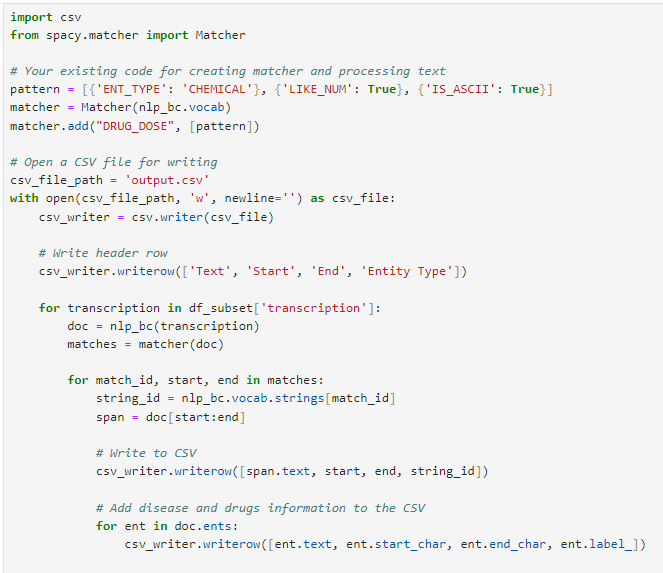 import csv
from spacy.matcher import Matcher

# Your existing code for creating matcher and processing text
pattern = [{'ENT_TYPE': 'CHEMICAL'}, {'LIKE_NUM': True}, {'IS_ASCII': True}]
matcher = Matcher(nlp_bc.vocab)
matcher.add("DRUG_DOSE", [pattern])

# Open a CSV file for writing
csv_file_path = 'output.csv'
with open(csv_file_path, 'w', newline='') as csv_file:
    csv_writer = csv.writer(csv_file)

    # Write header row
    csv_writer.writerow(['Text', 'Start', 'End', 'Entity Type'])

    for transcription in df_subset['transcription']:
        doc = nlp_bc(transcription)
        matches = matcher(doc)

        for match_id, start, end in matches:
            string_id = nlp_bc.vocab.strings[match_id]
            span = doc[start:end]

            # Write to CSV
            csv_writer.writerow([span.text, start, end, string_id])

            # Add disease and drugs information to the CSV
            for ent in doc.ents:
                csv_writer.writerow([ent.text, ent.start_char, ent.end_char, ent.label_])